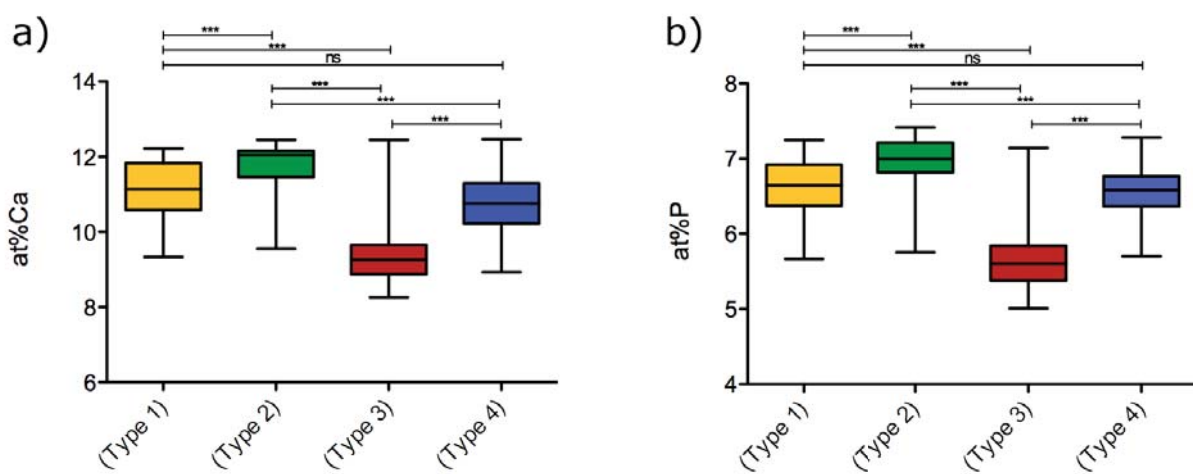 a)
***
***
ns
***
***
***
14
12
10
8
6
at%Ca
(Type 1)
(Type 2)
(Type 3)
(Type 4)
b)
***
***
ns
***
***
***
8
7
6
5
4
at%P
(Type 1)
(Type 2)
(Type 3)
(Type 4)